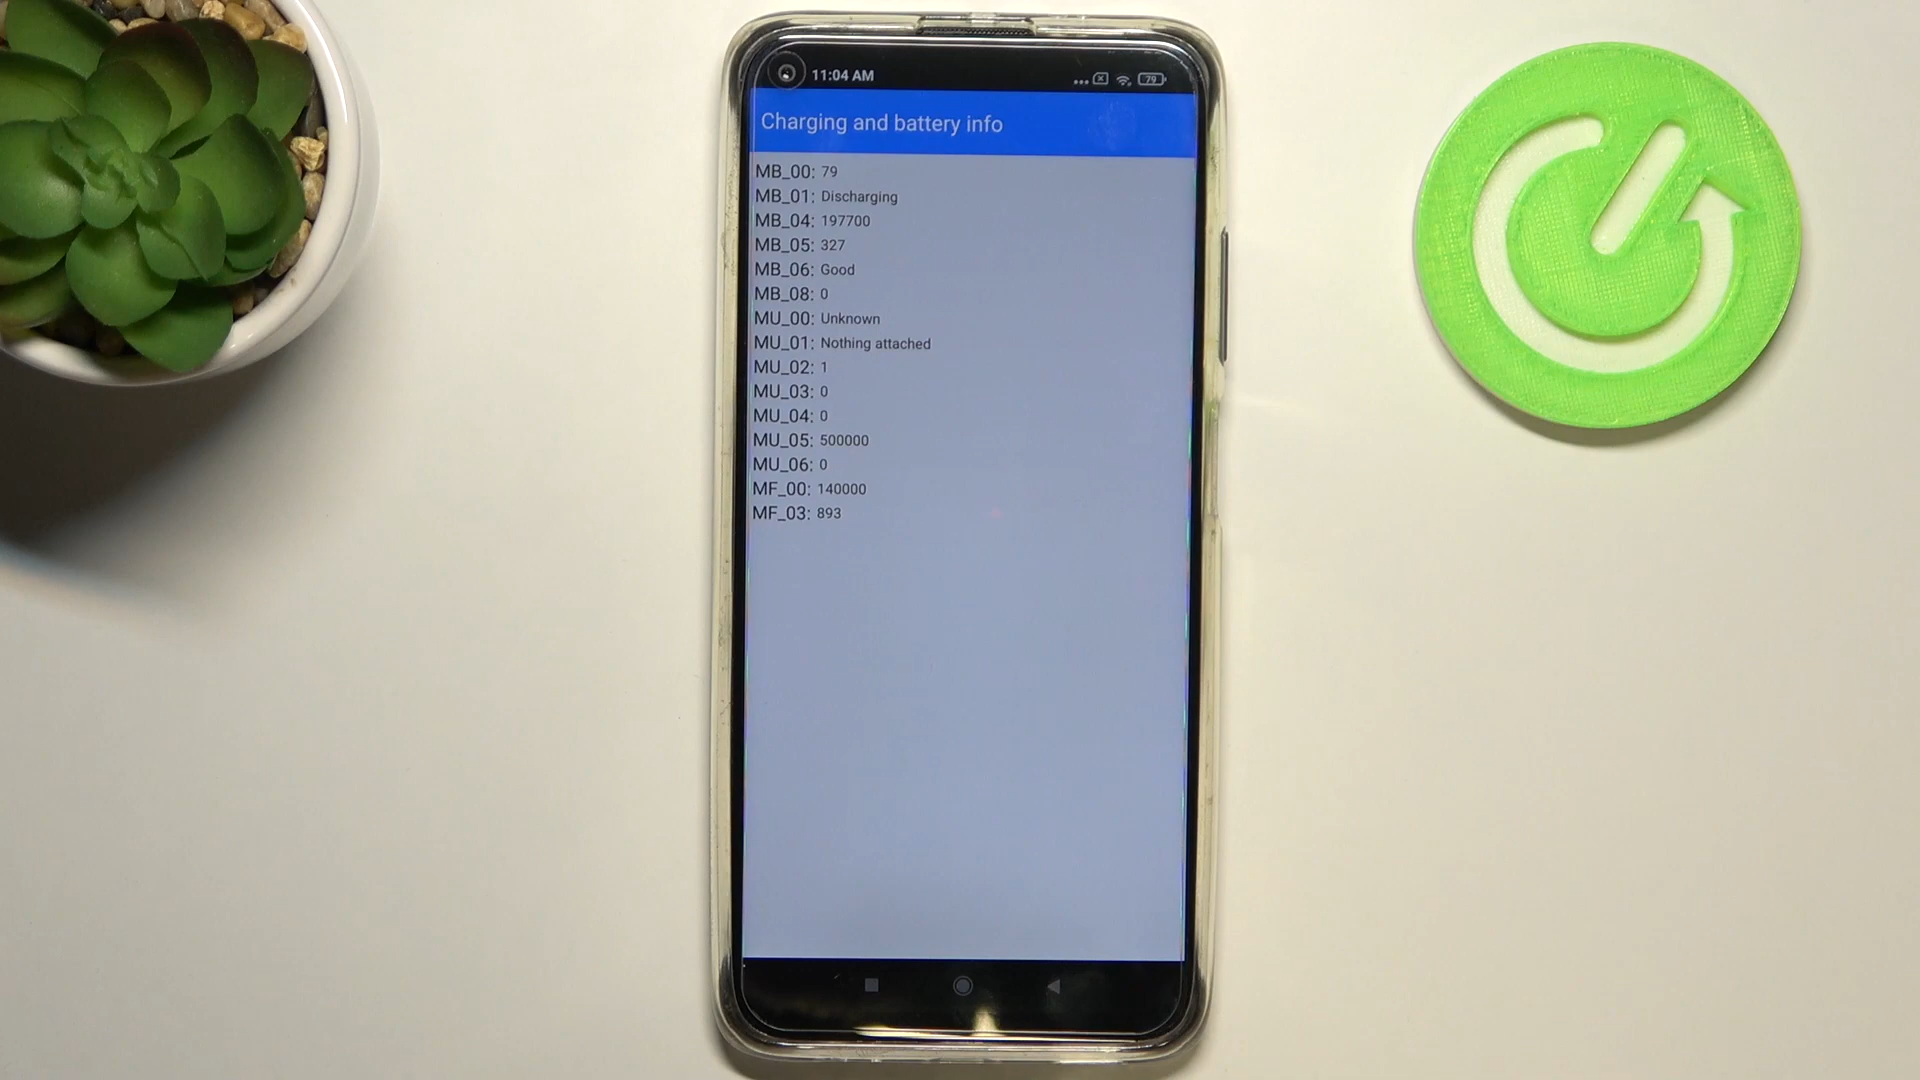 11:04 AM
79
Charging and battery info
MB_00: 79
MB_01: Discharging
MB_04: 197700
MB_05: 327
MB_06: Good
MB_08: 0
MU_00: Unknown
MU_01: Nothing attached
MU_02: 1
MU_03: 0
MU_04: 0
MU_05: 500000
MU_06: 0
MF_00: 140000
MF_03: 893